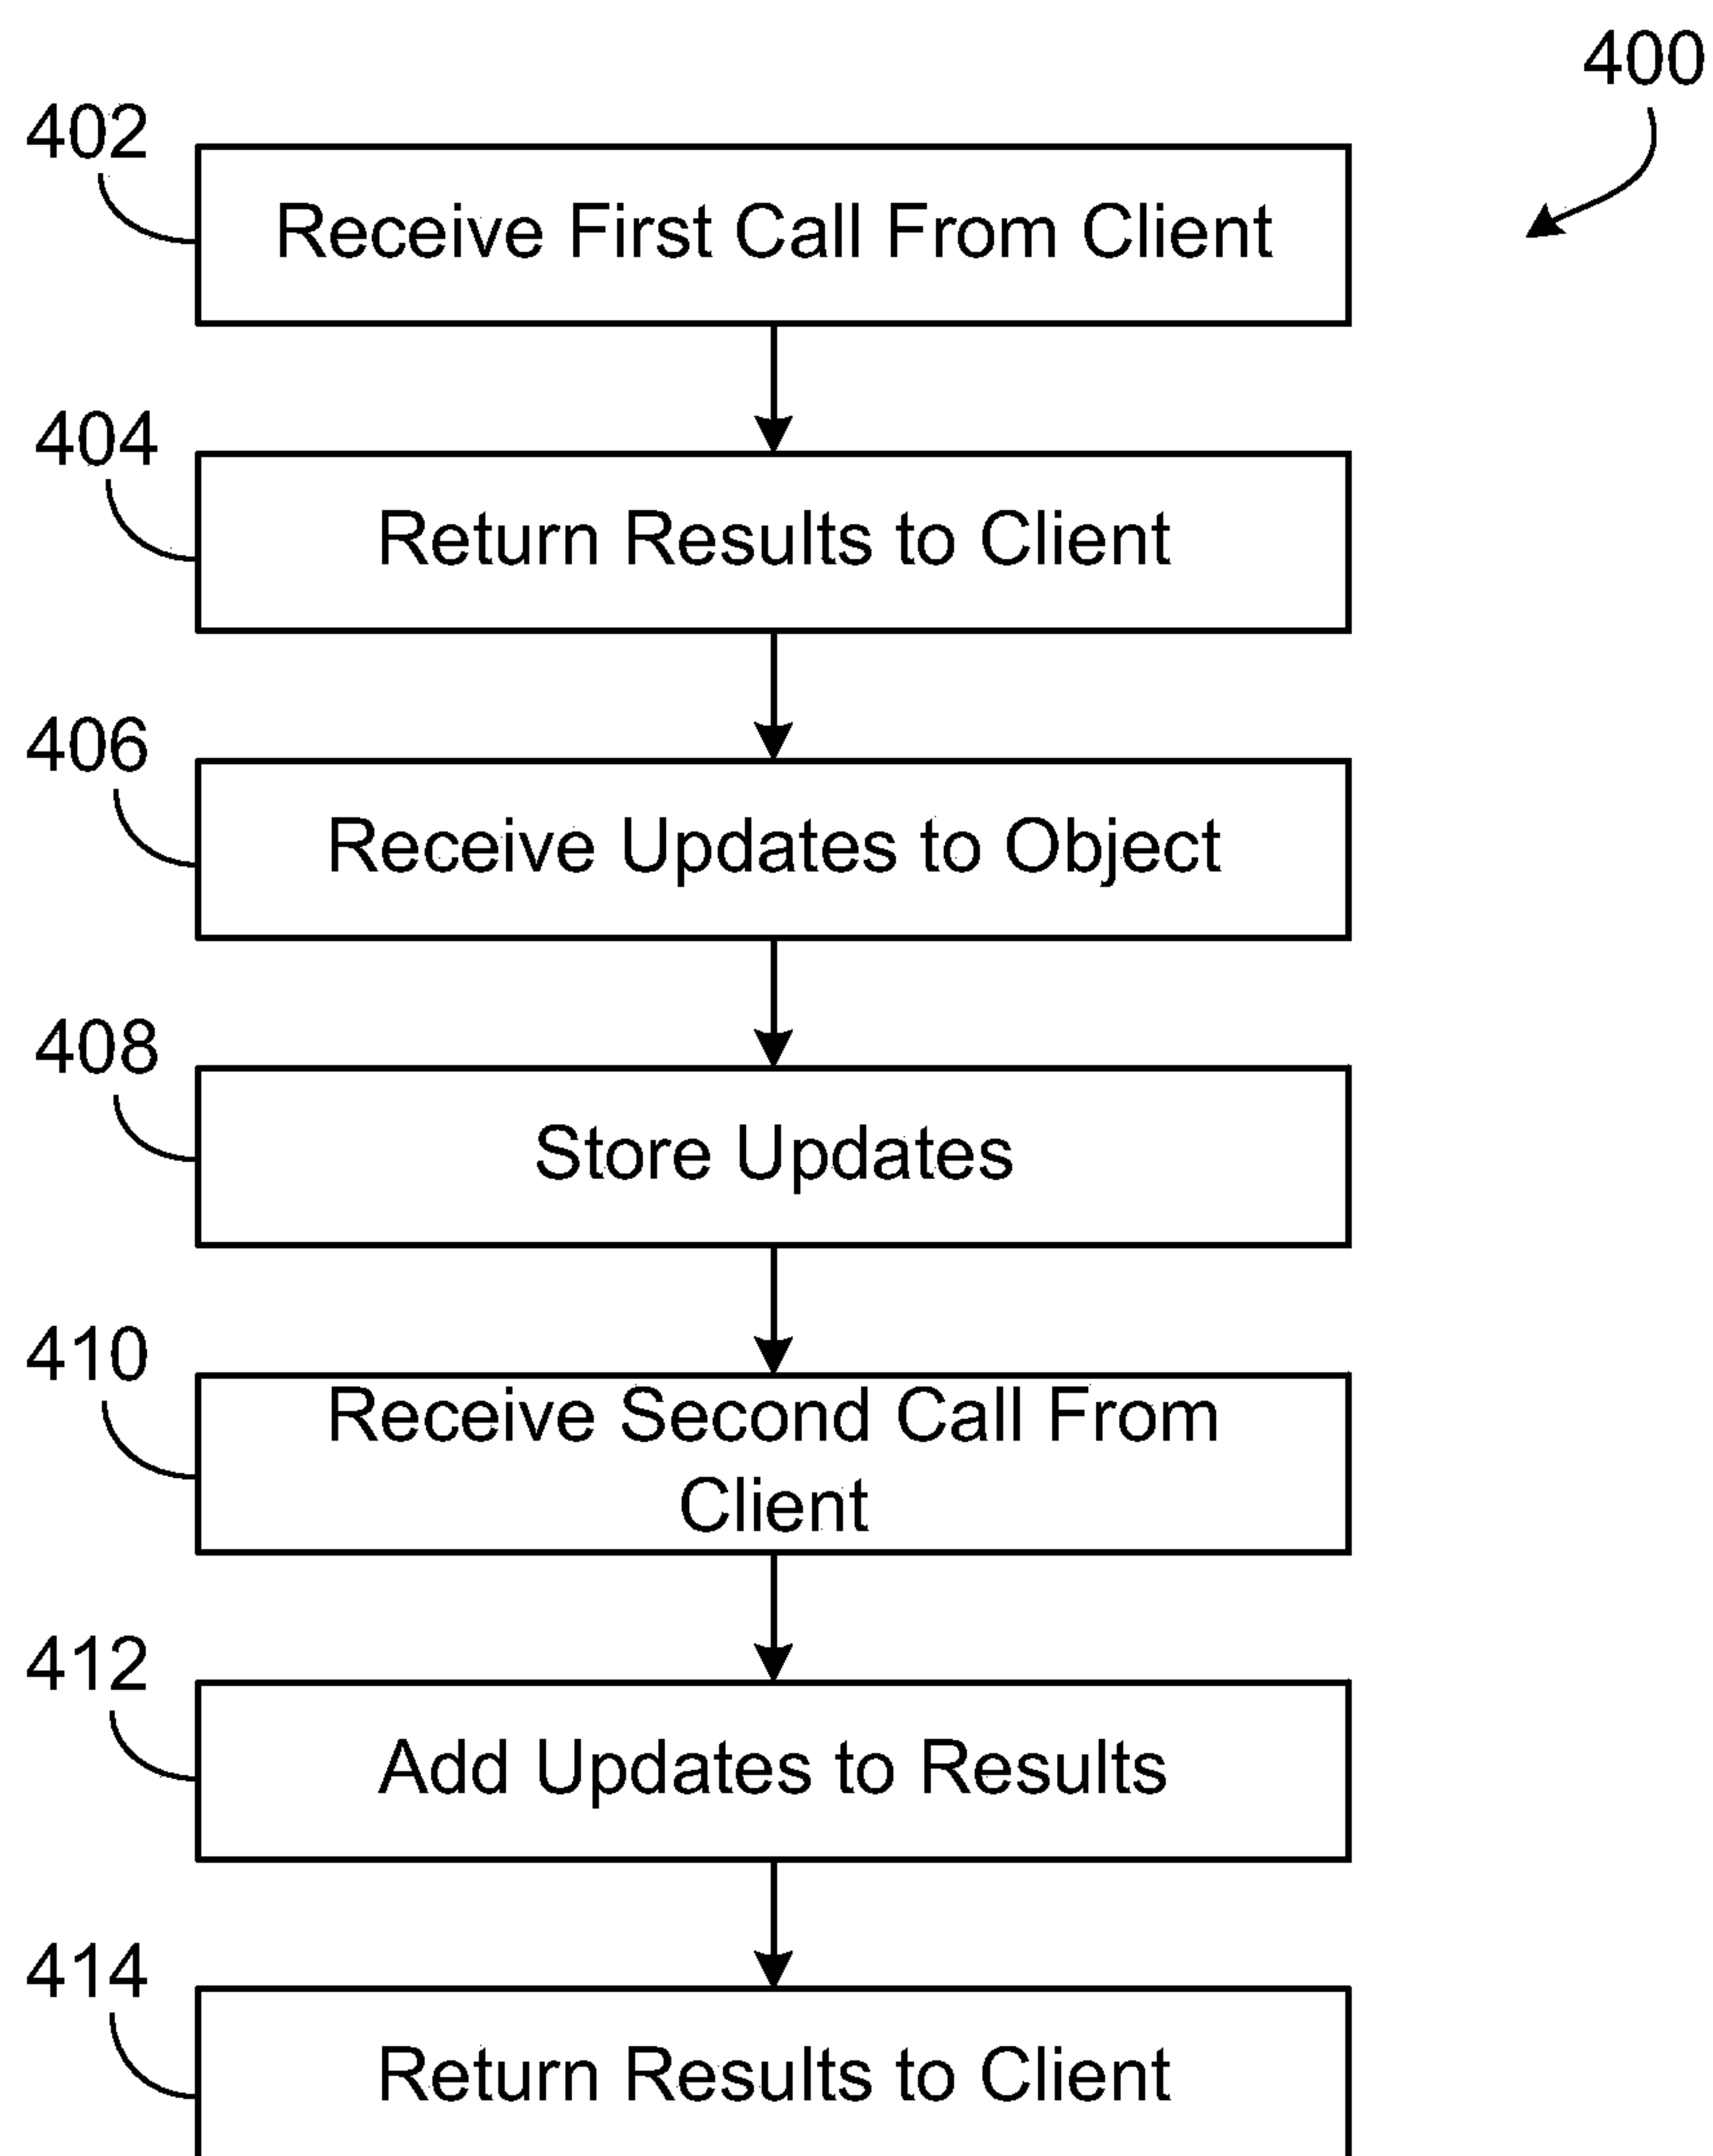 400
402
Receive First Call From Client
404
Return Results to Client
406
Receive Updates to Object
408
Store Updates
410
Receive Second Call From
Client
412
Add Updates to Results
414
Return Results to Client